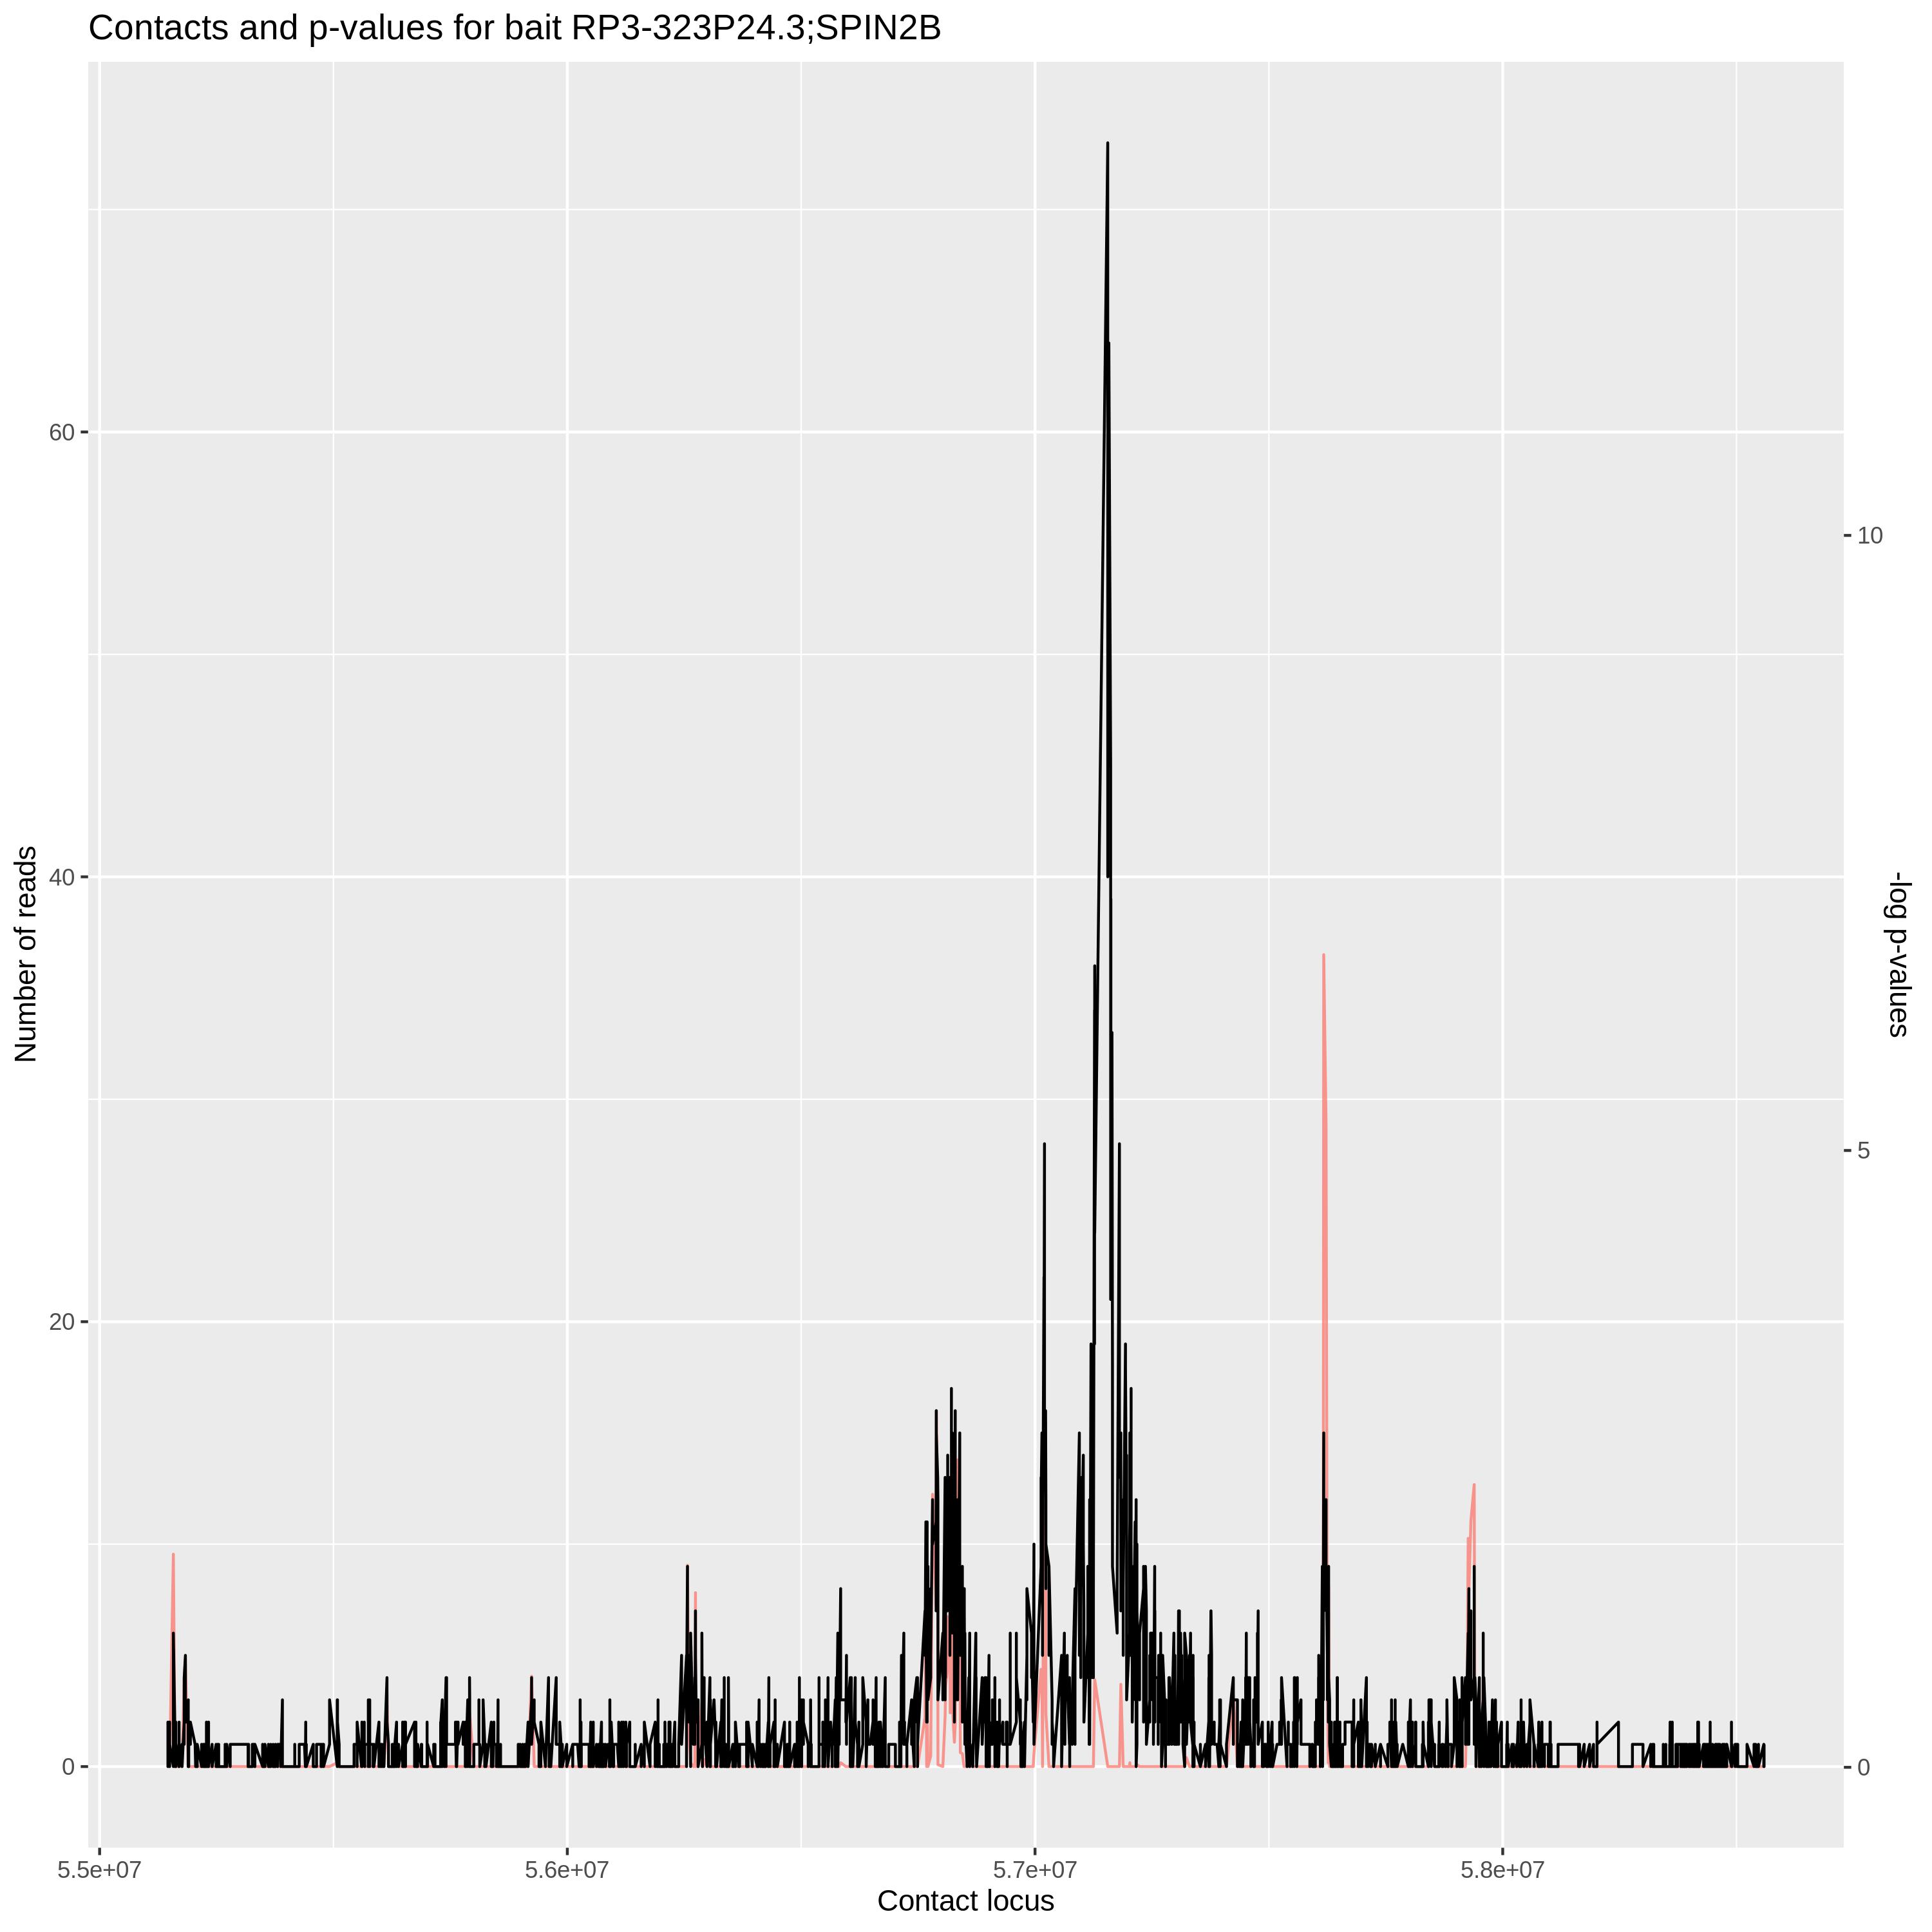 Contacts and p-values for bait RP3-323P24.3;SPIN2B
60
40
20
0
Number of reads
10
5
0
-log p-values
5.5e+07
5.6e+07
5.7e+07
5.8e+07
Contact locus